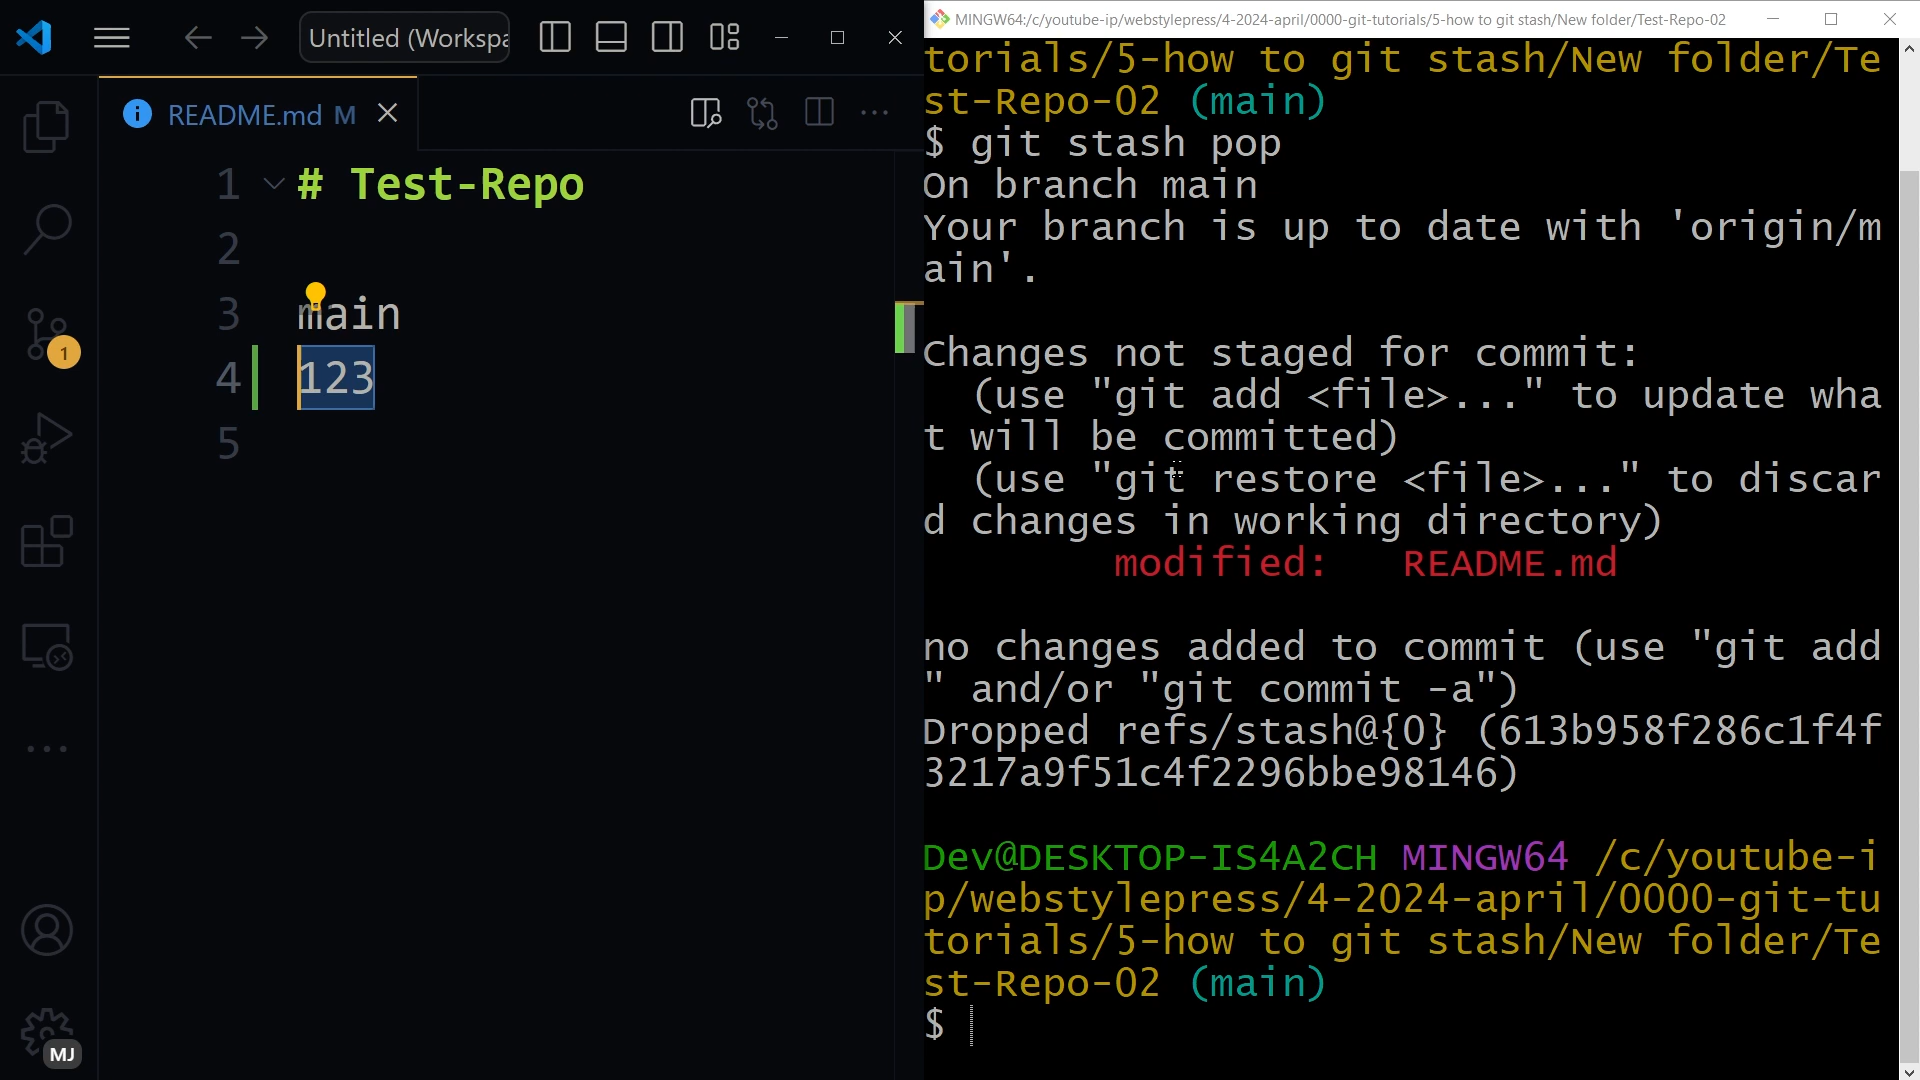 Untitled (Workspa
README.md M
1 # Test-Repo
2
3 main
4 123
5
1
MJ
MINGW64:/c/youtube-ip/webstylepress/4-2024-april/0000-git-tutorials/5-how to git stash/New folder/Test-Repo-02
torials/5-how to git stash/New folder/Te
st-Repo-02 (main)
$ git stash pop
On branch main
Your branch is up to date with 'origin/m
ain'.
Changes not staged for commit:
(use "git add <file>..." to update wha
t will be committed)
(use "git restore <file>..." to discar
d changes in working directory)
modified: README.md
no changes added to commit (use "git add
" and/or "git commit -a")
Dropped refs/stash@{0} (613b958f286c1f4f
3217a9f51c4f2296bbe98146)
Dev@DESKTOP-IS4A2CH MINGW64 /c/youtube-i
p/webstylepress/4-2024-april/0000-git-tu
torials/5-how to git stash/New folder/Te
st-Repo-02 (main)
$